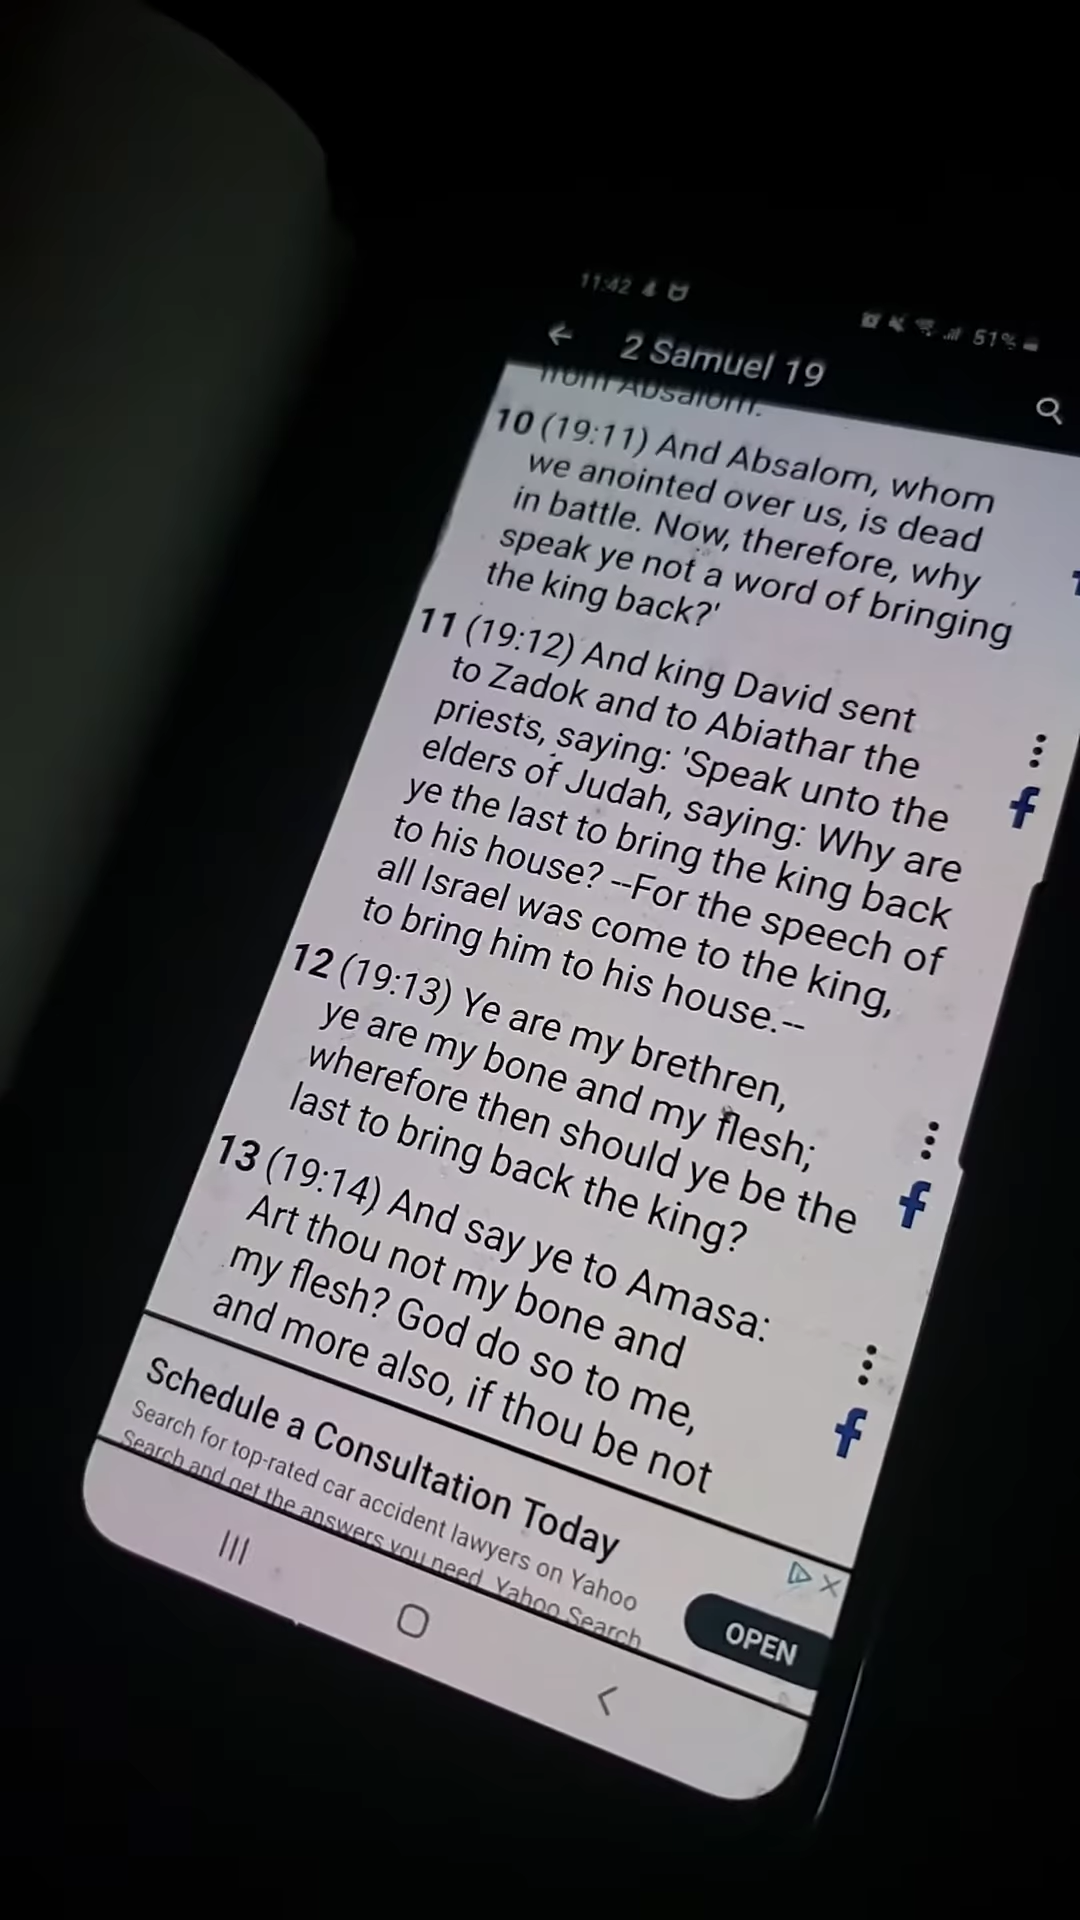 11:42
51%
2 Samuel 19
from Absalom.
10 (19:11) And Absalom, whom
we anointed over us, is dead
in battle. Now, therefore, why
speak ye not a word of bringing
the king back?'
11 (19:12) And king David sent
to Zadok and to Abiathar the
priests, saying: 'Speak unto the
elders of Judah, saying: Why are
ye the last to bring the king back
to his house? --For the speech of
all Israel was come to the king,
to bring him to his house.--
12 (19:13) Ye are my brethren,
ye are my bone and my flesh;
wherefore then should ye be the
last to bring back the king?
13 (19:14) And say ye to Amasa:
Art thou not my bone and
my flesh? God do so to me,
and more also, if thou be not
Schedule a Consultation Today
Search for top-rated car accident lawyers on Yahoo
Search and get the answers you need. Yahoo Search
OPEN